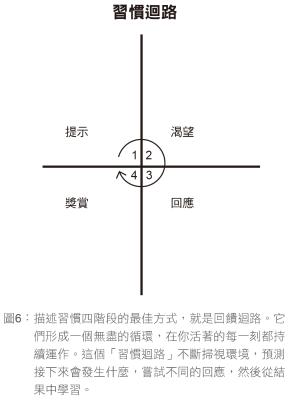 習慣迴路
提示
渴望
1 2
4 3
獎賞
回應
圖6：描述習慣四階段的最佳方式，就是回饋迴路。它
們形成一個無盡的循環，在你活著的每一刻都持
續運作。這個「習慣迴路」不斷掃視環境，預測
接下來會發生什麼，嘗試不同的回應，然後從結
果中學習。